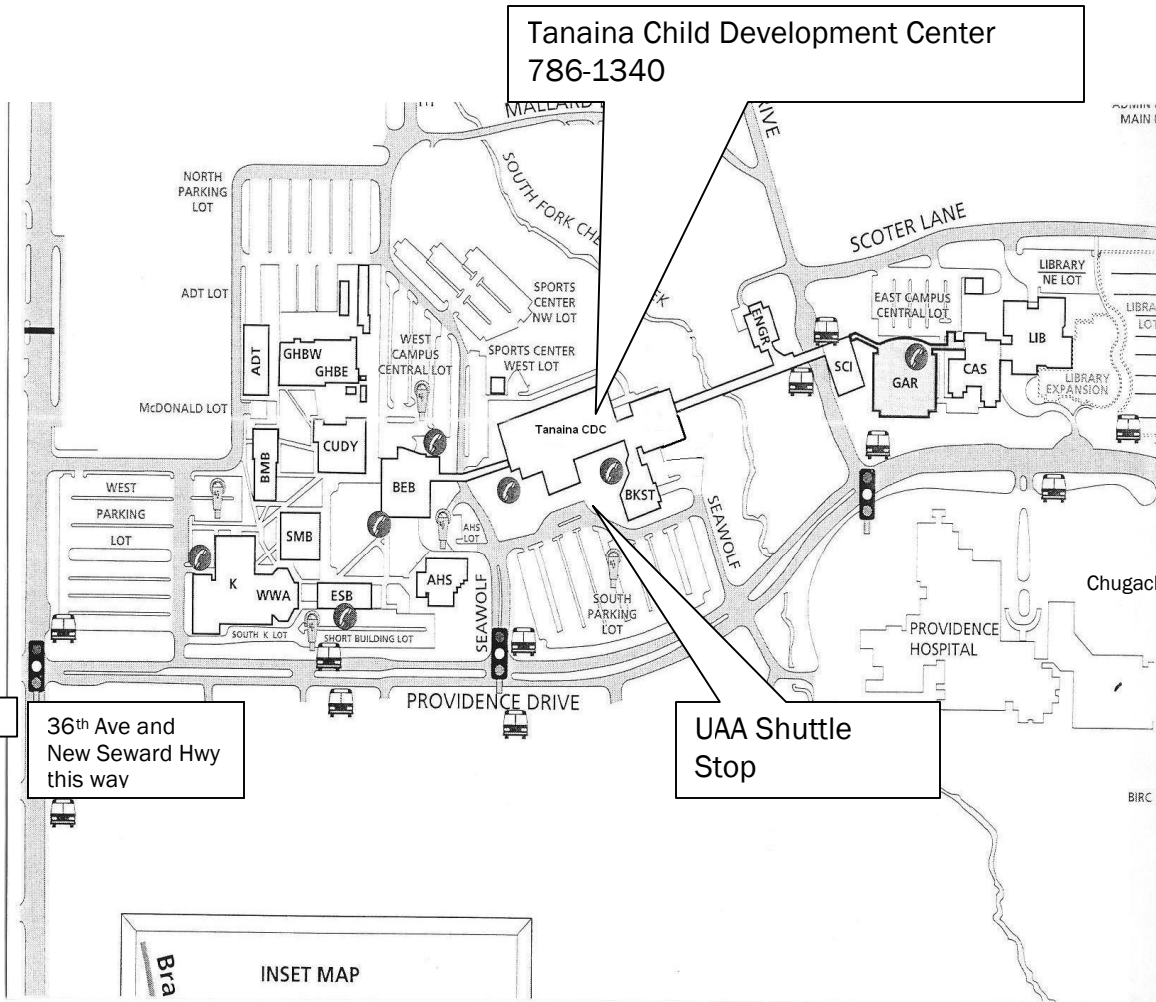 Tanaina Child Development Center
786-1340
MALLARD
DRIVE
MAIN
NORTH
PARKING
LOT
SOUTH FORK
SCOTER LANE
LIBRARY
NE LOT
ADT LOT
SPORTS
CENTER
NW LOT
EAST CAMPUS
CENTRAL LOT
ENGR
LIB
WEST
CAMPUS
CENTRAL LOT
SPORTS CENTER
WEST LOT
ADT
GHBW
GHBE
SCI
GAR
CAS
LIBRARY
EXPANSION
McDONALD LOT
Tanaina CDC
CUDY
BMB
BEB
BKST
WEST
PARKING
LOT
SMB
AHS
LOT
SEAWOLF
K
WWA
ESB
AHS
SEAWOLF
SOUTH
PARKING
LOT
SOUTH K LOT
SHORT BUILDING LOT
Chugach
PROVIDENCE
HOSPITAL
PROVIDENCE DRIVE
36th Ave and
New Seward Hwy
this way
UAA Shuttle
Stop
BIRC
Bra
INSET MAP